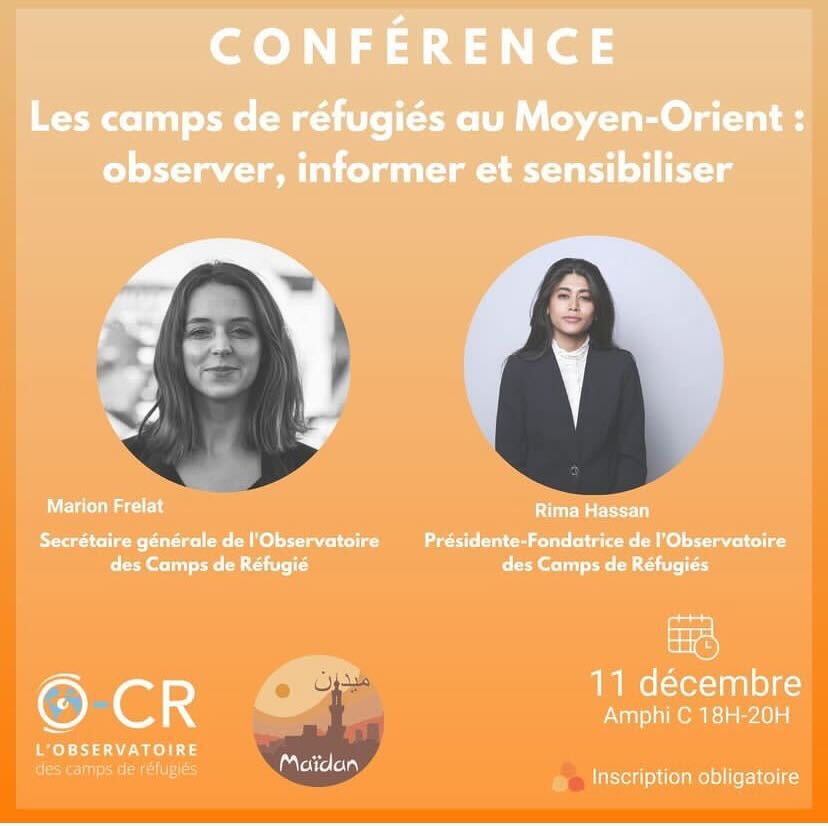 CONFÉRENCE
Les camps de réfugiés au Moyen-Orient :
observer, informer et sensibiliser
Marion Frelat
Secrétaire générale de l'Observatoire
des Camps de Réfugié
Rima Hassan
Présidente-Fondatrice de l'Observatoire
des Camps de Réfugiés
O-CR
L'OBSERVATOIRE
des camps de réfugiés
ميدان
Maïdan
11 décembre
Amphi C 18H-20H
Inscription obligatoire